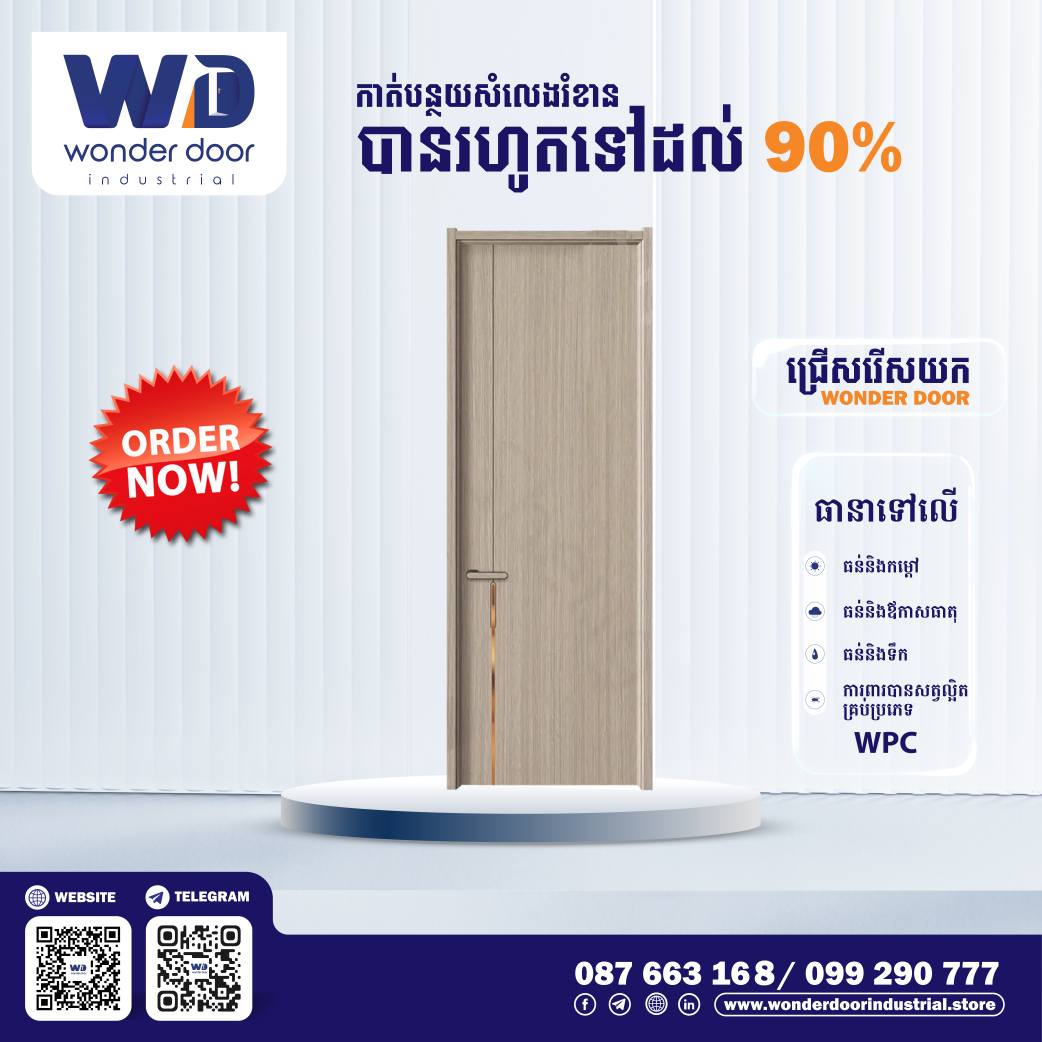 WD
wonder door
industrial
កាត់បន្ថយសំលេងរំខាន
បានរហូតទៅដល់ 90%
ORDER
NOW!
ជ្រើសរើសយក
WONDER DOOR
ធានាទៅលើ
ធន់និងកម្ដៅ
ធន់និងឪកាសធាតុ
ធន់និងទឹក
ការពារបានសត្វល្អិត
គ្រប់ប្រភេទ
WPC
WEBSITE
TELEGRAM
087 663 168/ 099 290 777
www.wonderdoorindustrial.store